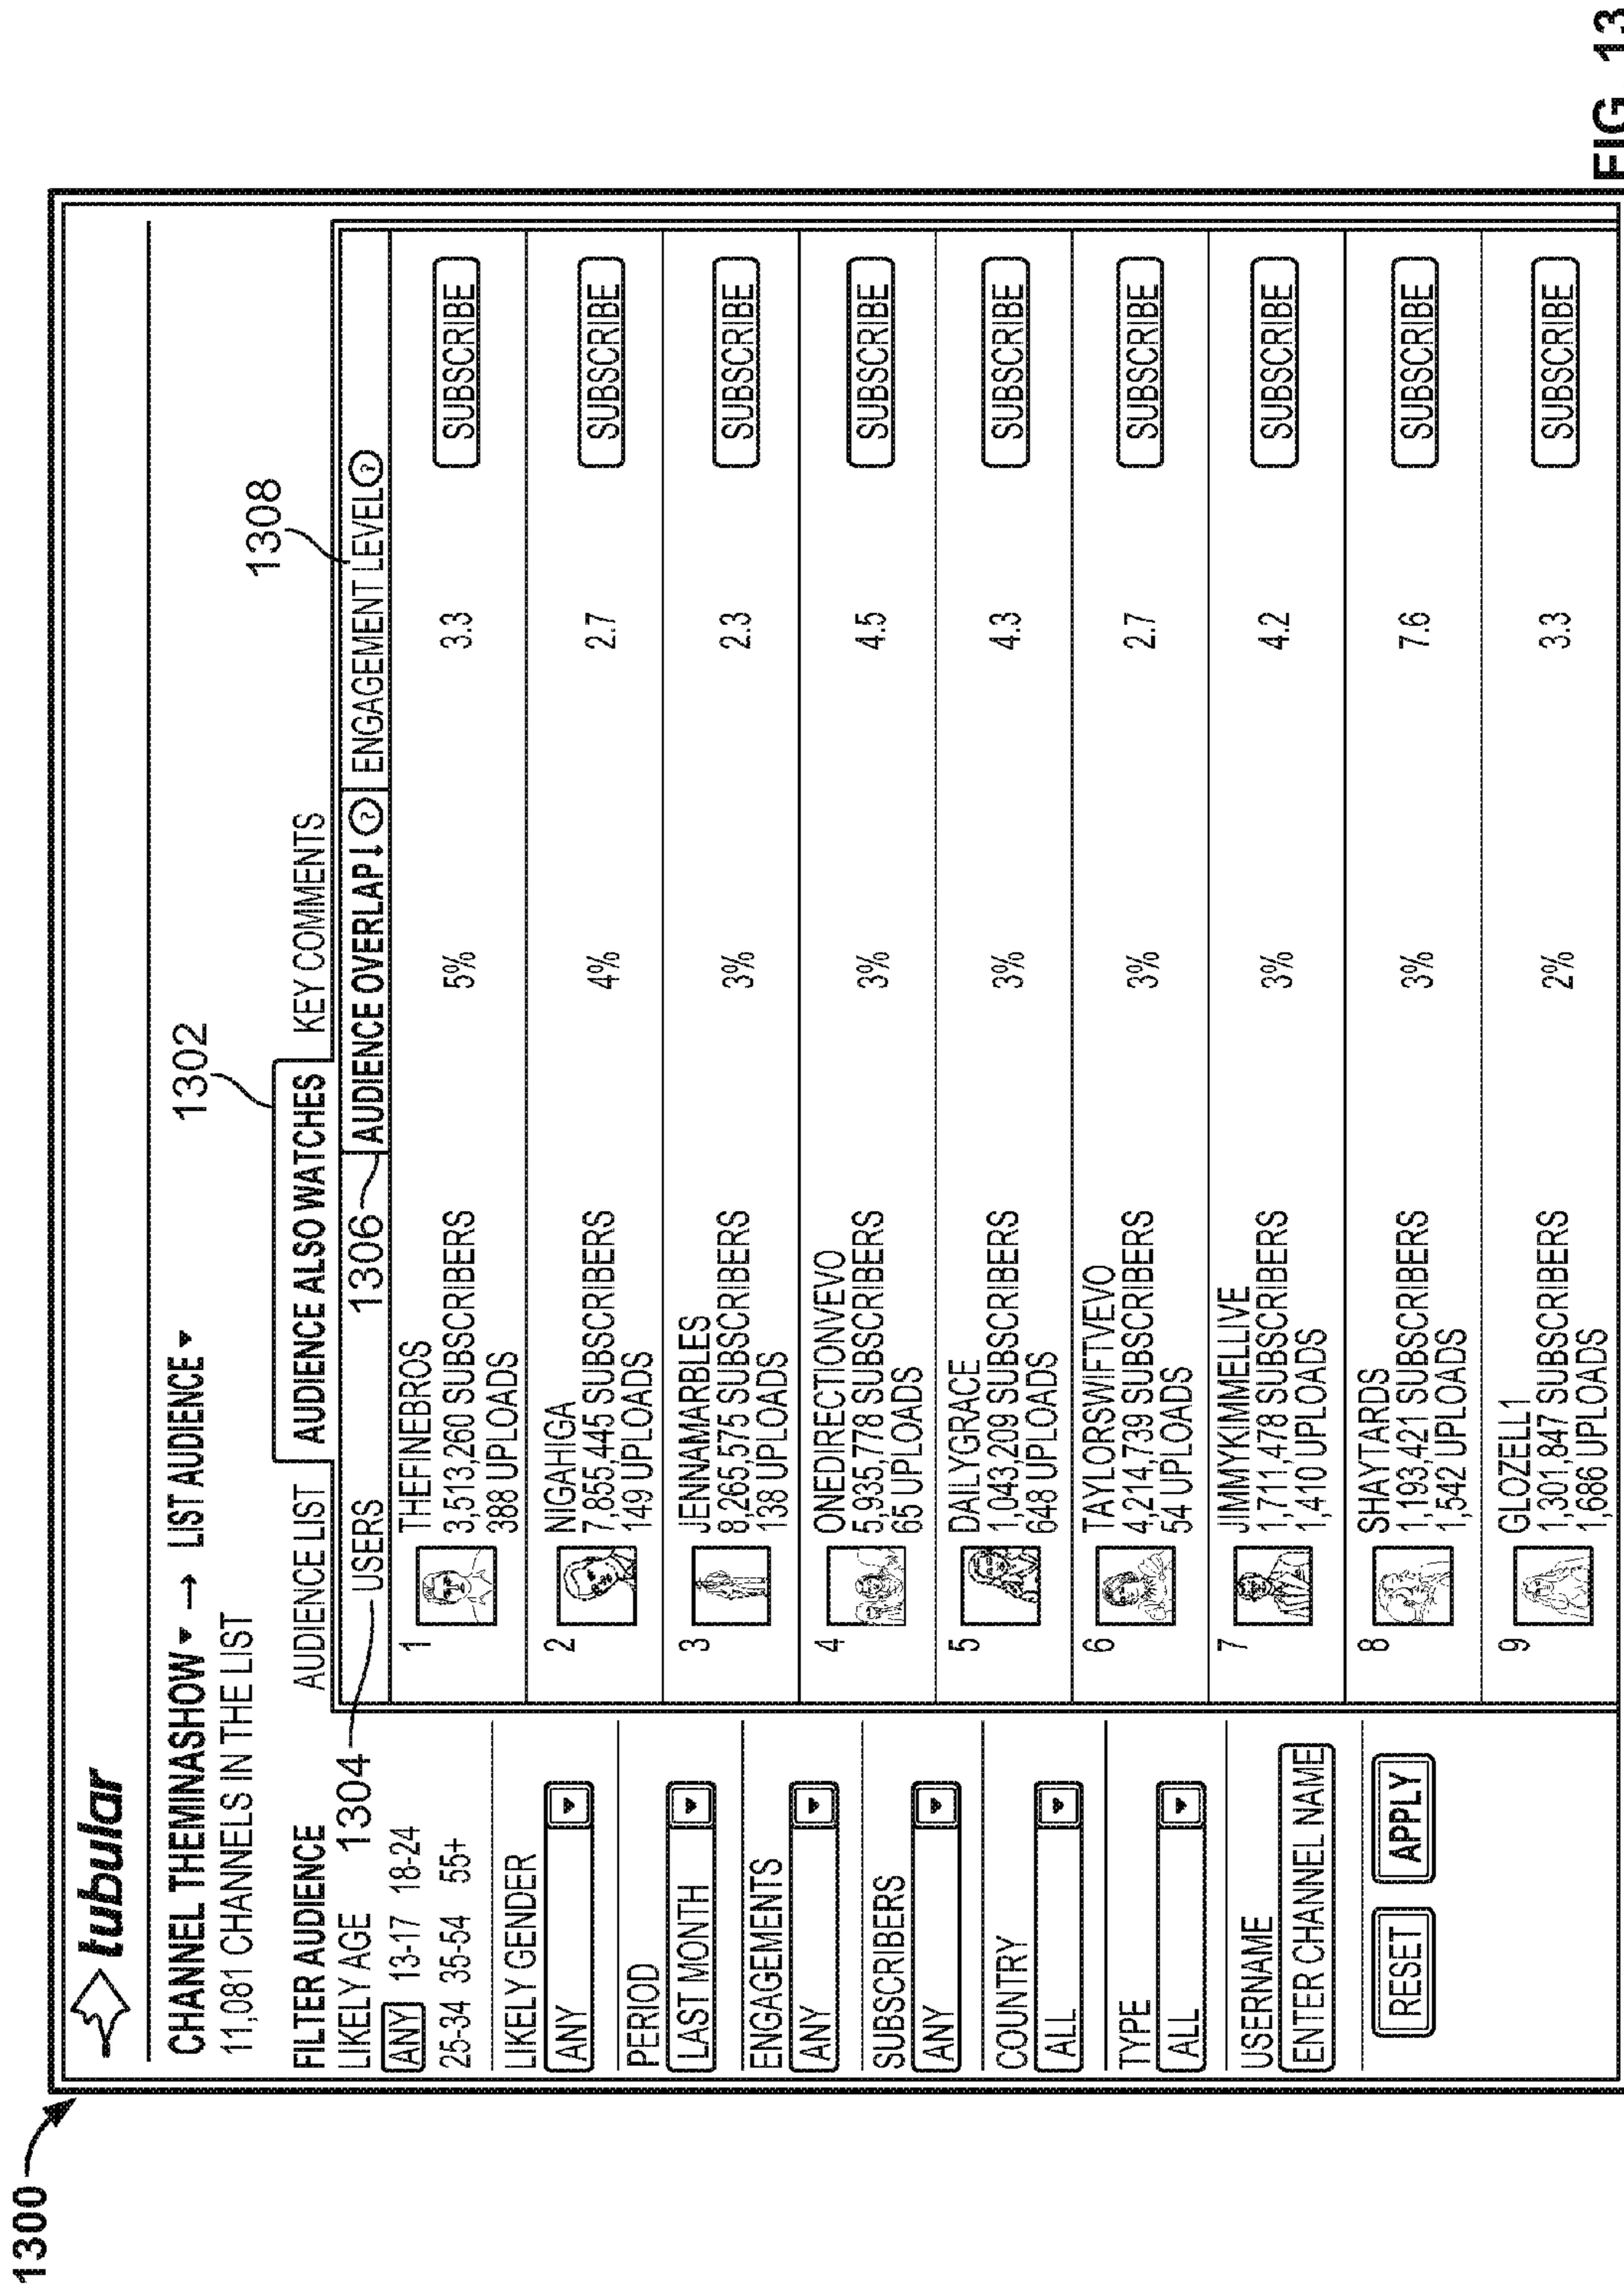 1300
tubular
CHANNEL THEMINASHOW → LIST AUDIENCE
11,081 CHANNELS IN THE LIST
1302
1308
FILTER AUDIENCE
LIKELY AGE
1304
ANY 13-17 18-24
25-34 35-54 55+
LIKELY GENDER
ANY
PERIOD
LAST MONTH
ENGAGEMENTS
ANY
SUBSCRIBERS
ANY
COUNTRY
ALL
TYPE
ALL
USERNAME
ENTER CHANNEL NAME
RESET APPLY
AUDIENCE LIST AUDIENCE ALSO WATCHES KEY COMMENTS
USERS 1306 AUDIENCE OVERLAP ↓ ? ENGAGEMENT LEVEL ?
1 THEFINEBROS
3,513,260 SUBSCRIBERS 5% 3.3 SUBSCRIBE
388 UPLOADS
2 NIGAHIGA
7,855,445 SUBSCRIBERS 4% 2.7 SUBSCRIBE
149 UPLOADS
3 JENNAMARBLES
8,265,575 SUBSCRIBERS 3% 2.3 SUBSCRIBE
138 UPLOADS
4 ONEDIRECTIONVEVO
5,935,778 SUBSCRIBERS 3% 4.5 SUBSCRIBE
65 UPLOADS
5 DAILYGRACE
1,043,209 SUBSCRIBERS 3% 4.3 SUBSCRIBE
648 UPLOADS
6 TAYLORSWIFTVEVO
4,214,739 SUBSCRIBERS 3% 2.7 SUBSCRIBE
54 UPLOADS
7 JIMMYKIMMELLIVE
1,711,478 SUBSCRIBERS 3% 4.2 SUBSCRIBE
1,410 UPLOADS
8 SHAYTARDS
1,193,421 SUBSCRIBERS 3% 7.6 SUBSCRIBE
1,542 UPLOADS
9 GLOZELL1
1,301,847 SUBSCRIBERS 2% 3.3 SUBSCRIBE
1,686 UPLOADS
FIG. 13